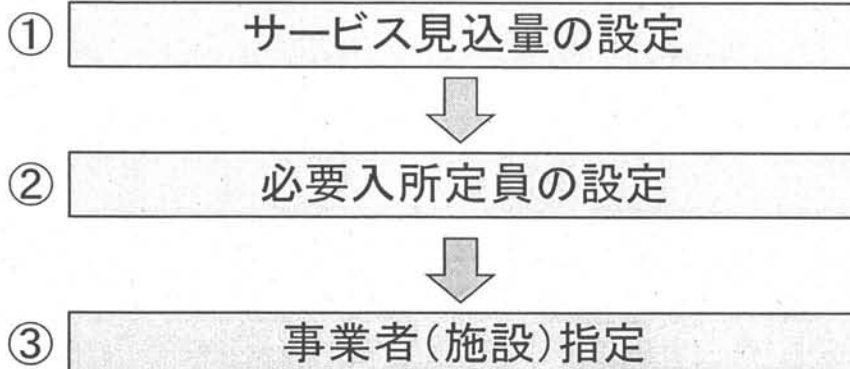 ① サービス見込量の設定
② 必要入所定員の設定
③ 事業者(施設)指定